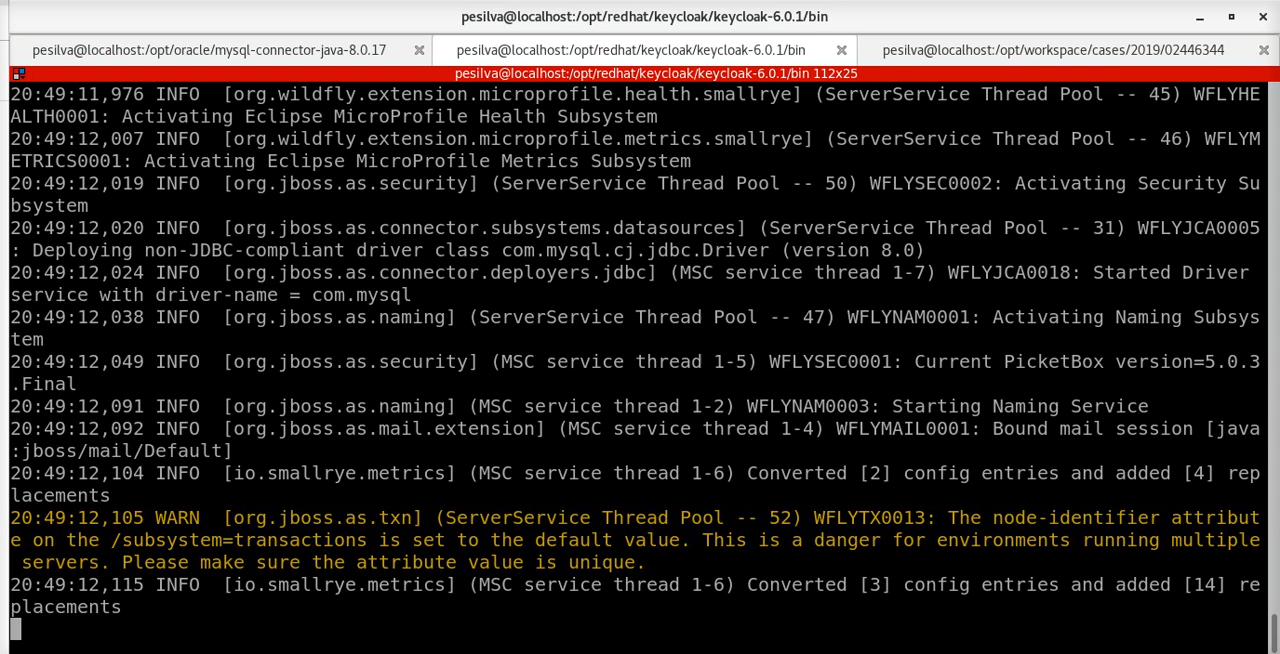 pesilva@localhost:/opt/redhat/keycloak/keycloak-6.0.1/bin
pesilva@localhost:/opt/oracle/mysql-connector-java-8.0.17
pesilva@localhost:/opt/redhat/keycloak/keycloak-6.0.1/bin
pesilva@localhost:/opt/workspace/cases/2019/02446344
pesilva@localhost:/opt/redhat/keycloak/keycloak-6.0.1/bin 112x25
20:49:11,976 INFO  [org.wildfly.extension.microprofile.health.smallrye] (ServerService Thread Pool -- 45) WFLYHE
ALTH0001: Activating Eclipse MicroProfile Health Subsystem
20:49:12,007 INFO  [org.wildfly.extension.microprofile.metrics.smallrye] (ServerService Thread Pool -- 46) WFLYM
ETRICS0001: Activating Eclipse MicroProfile Metrics Subsystem
20:49:12,019 INFO  [org.jboss.as.security] (ServerService Thread Pool -- 50) WFLYSEC0002: Activating Security Su
bsystem
20:49:12,020 INFO  [org.jboss.as.connector.subsystems.datasources] (ServerService Thread Pool -- 31) WFLYJCA0005
: Deploying non-JDBC-compliant driver class com.mysql.cj.jdbc.Driver (version 8.0)
20:49:12,024 INFO  [org.jboss.as.connector.deployers.jdbc] (MSC service thread 1-7) WFLYJCA0018: Started Driver
service with driver-name = com.mysql
20:49:12,038 INFO  [org.jboss.as.naming] (ServerService Thread Pool -- 47) WFLYNAM0001: Activating Naming Subsys
tem
20:49:12,049 INFO  [org.jboss.as.security] (MSC service thread 1-5) WFLYSEC0001: Current PicketBox version=5.0.3
.Final
20:49:12,091 INFO  [org.jboss.as.naming] (MSC service thread 1-2) WFLYNAM0003: Starting Naming Service
20:49:12,092 INFO  [org.jboss.as.mail.extension] (MSC service thread 1-4) WFLYMAIL0001: Bound mail session [java
:jboss/mail/Default]
20:49:12,104 INFO  [io.smallrye.metrics] (MSC service thread 1-6) Converted [2] config entries and added [4] rep
lacements
20:49:12,105 WARN  [org.jboss.as.txn] (ServerService Thread Pool -- 52) WFLYTX0013: The node-identifier attribut
e on the /subsystem=transactions is set to the default value. This is a danger for environments running multiple
 servers. Please make sure the attribute value is unique.
20:49:12,115 INFO  [io.smallrye.metrics] (MSC service thread 1-6) Converted [3] config entries and added [14] re
placements